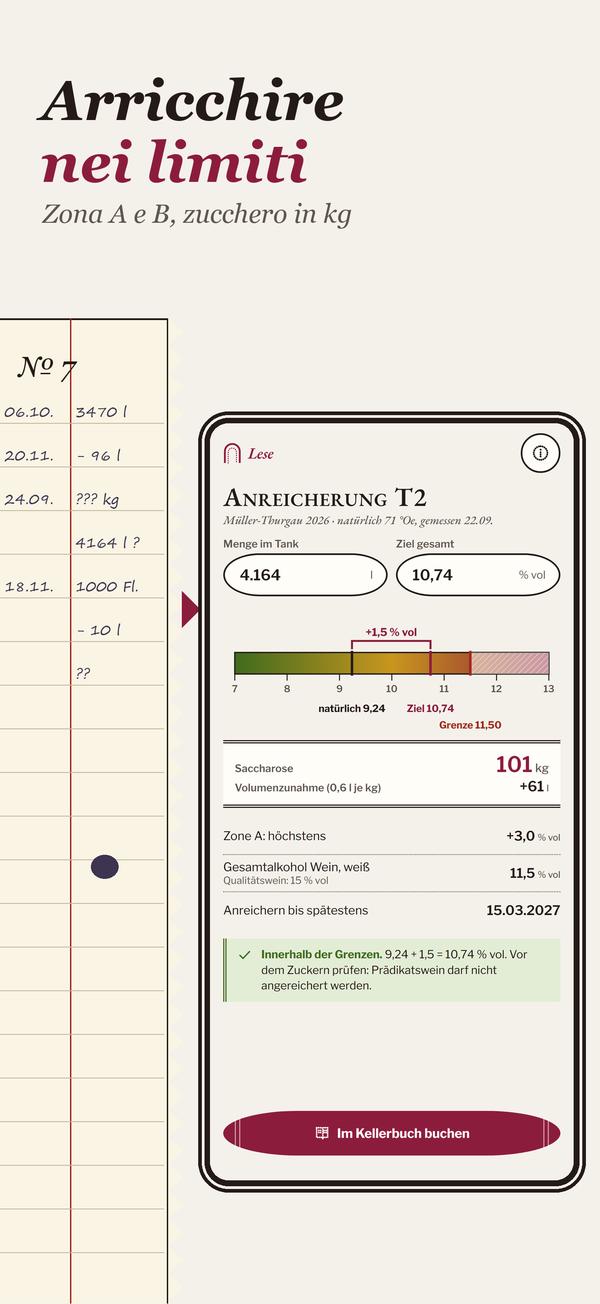 Arricchire
nei limiti
Zona A e B, zucchero in kg
Nº 7
06.10. 3470 l
20.11. - 96 l
24.09. ??? kg
4164 l ?
18.11. 1000 Fl.
- 10 l
??
Lese
Anreicherung T2
Müller-Thurgau 2026 · natürlich 71 °Oe, gemessen 22.09.
Menge im Tank Ziel gesamt
4.164 l 10,74 % vol
+1,5 % vol
7 8 9 10 11 12 13
natürlich 9,24 Ziel 10,74
Grenze 11,50
Saccharose 101 kg
Volumenzunahme (0,6 l je kg) +61 l
Zone A: höchstens +3,0 % vol
Gesamtalkohol Wein, weiß 11,5 % vol
Qualitätswein: 15 % vol
Anreichern bis spätestens 15.03.2027
Innerhalb der Grenzen. 9,24 + 1,5 = 10,74 % vol. Vor
dem Zuckern prüfen: Prädikatswein darf nicht
angereichert werden.
Im Kellerbuch buchen